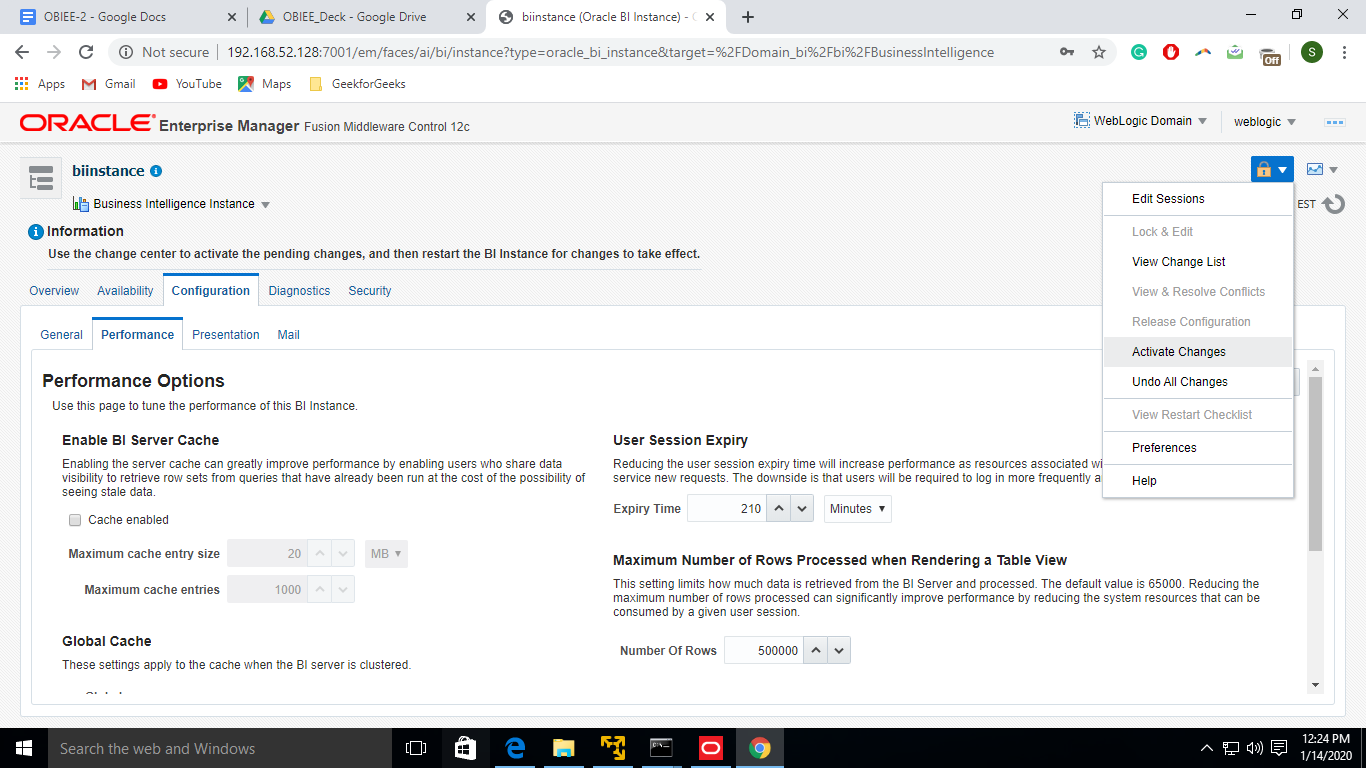 OBIEE-2 - Google Docs
OBIEE_Deck - Google Drive
biinstance (Oracle BI Instance) -
Not secure
192.168.52.128:7001/em/faces/ai/bi/instance?type=oracle_bi_instance&target=%2FDomain_bi%2Fbi%2FBusinessIntelligence
Off
S
Apps
Gmail
YouTube
Maps
GeekforGeeks
ORACLE Enterprise Manager Fusion Middleware Control 12c
WebLogic Domain
weblogic
biinstance
Business Intelligence Instance
EST
Information
Use the change center to activate the pending changes, and then restart the BI Instance for changes to take effect.
Edit Sessions
Lock & Edit
View Change List
View & Resolve Conflicts
Release Configuration
Activate Changes
Undo All Changes
View Restart Checklist
Preferences
Help
Overview
Availability
Configuration
Diagnostics
Security
General
Performance
Presentation
Mail
Performance Options
Use this page to tune the performance of this BI Instance.
Enable BI Server Cache
Enabling the server cache can greatly improve performance by enabling users who share data
visibility to retrieve row sets from queries that have already been run at the cost of the possibility of
seeing stale data.
Cache enabled
Maximum cache entry size 20 MB
Maximum cache entries 1000
Global Cache
These settings apply to the cache when the BI server is clustered.
User Session Expiry
Reducing the user session expiry time will increase performance as resources associated
service new requests. The downside is that users will be required to log in more frequently
Expiry Time 210 Minutes
Maximum Number of Rows Processed when Rendering a Table View
This setting limits how much data is retrieved from the BI Server and processed. The default value is 65000. Reducing the
maximum number of rows processed can significantly improve performance by reducing the system resources that can be
consumed by a given user session.
Number Of Rows 500000
Search the web and Windows
12:24 PM
1/14/2020